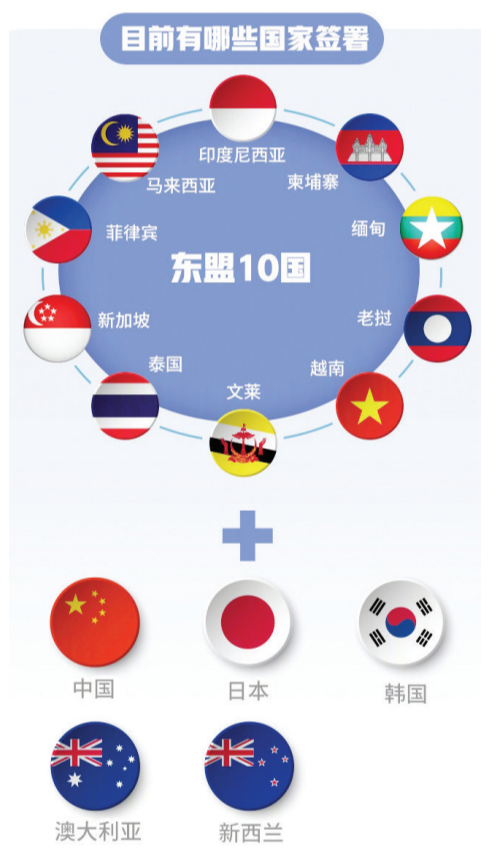 目前有哪些国家签署
印度尼西亚
马来西亚
柬埔寨
菲律宾
缅甸
东盟10国
新加坡
老挝
泰国
越南
文莱
中国
日本
韩国
澳大利亚
新西兰